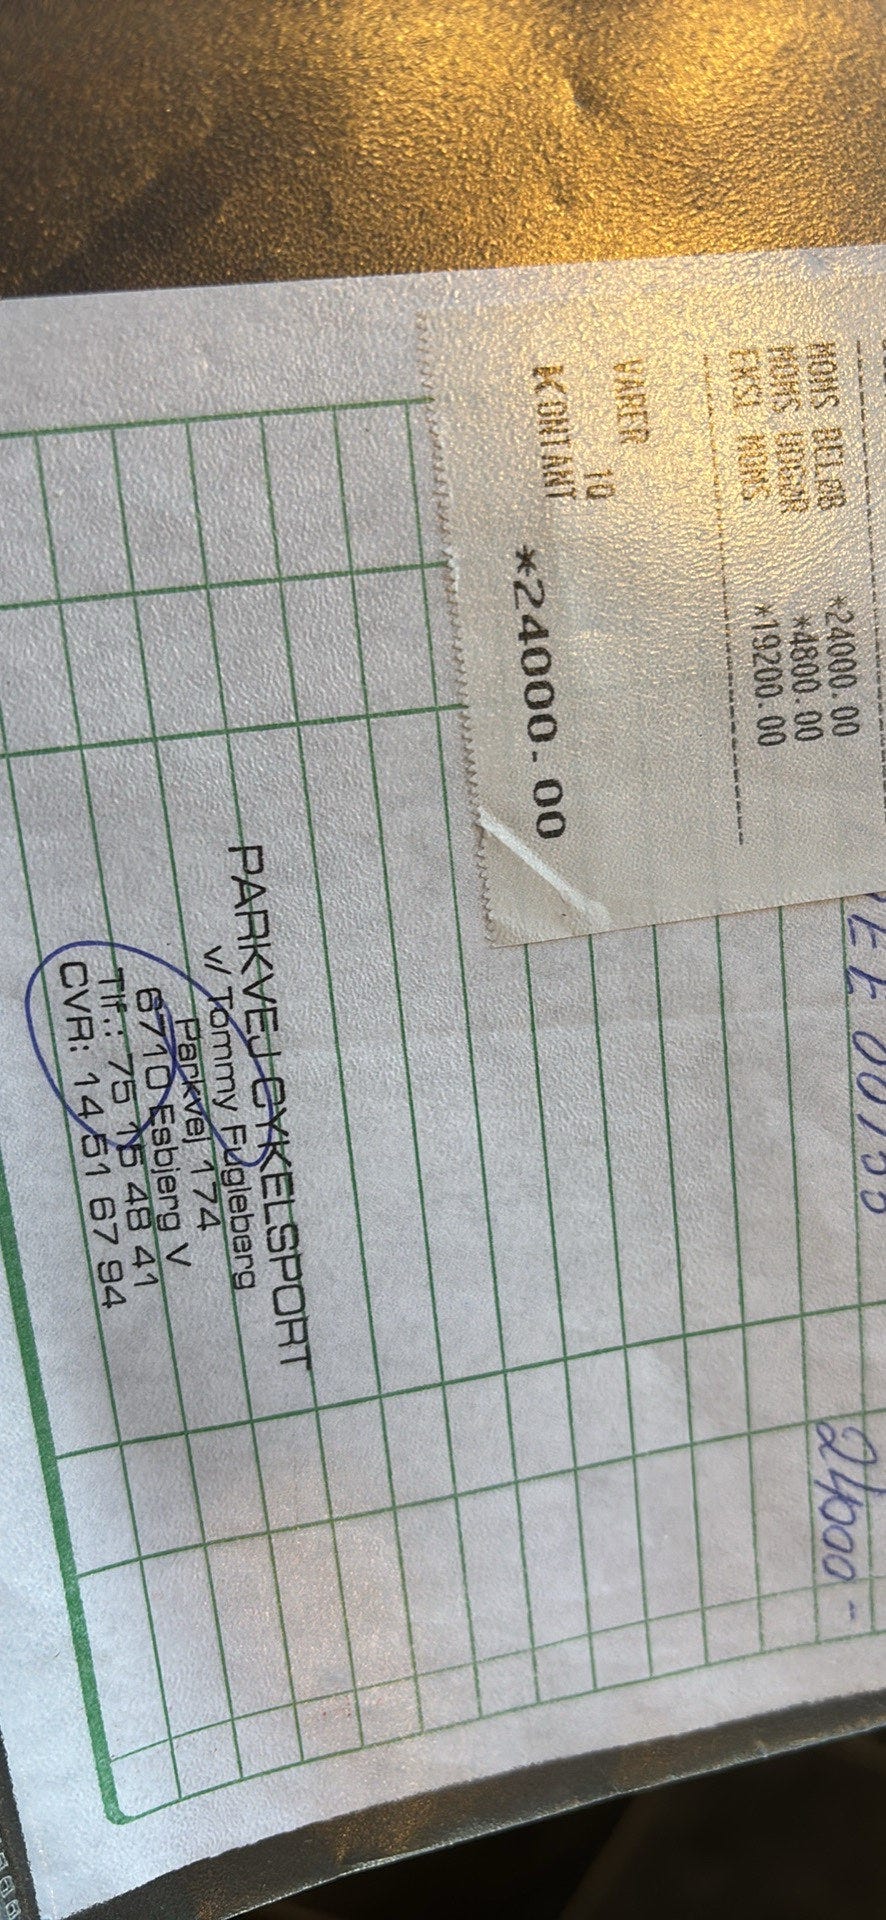 MOMS BELØB *24000.00
MOMS UDGØR *4800.00
EKSL MOMS *19200.00
VARER 10
KONTANT
*24000.00
24000 -
PARKVEJ CYKELSPORT
v/ Tommy Fugleberg
Parkvej 174
6710 Esbjerg V
Tlf.: 75 15 48 41
CVR: 14 51 67 94